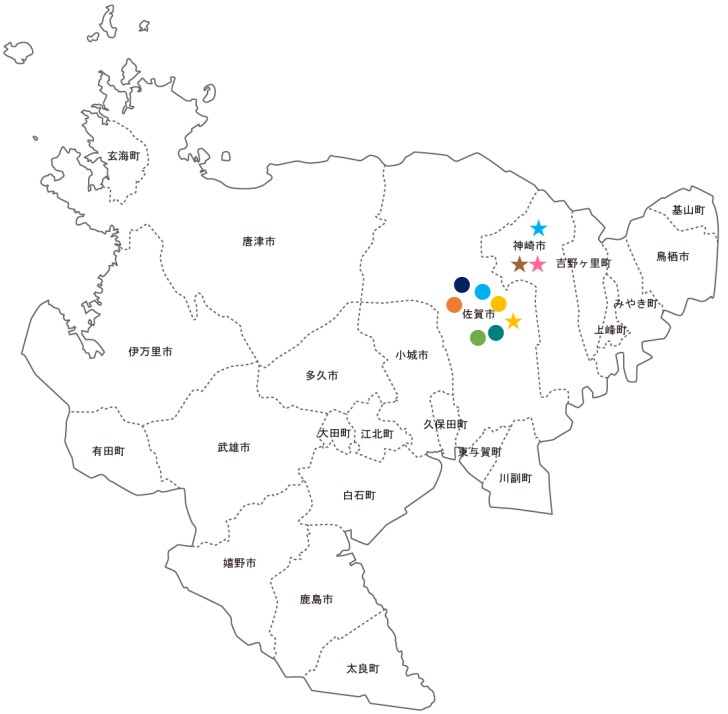 玄海町
基山町
唐津市
神埼市
鳥栖市
吉野ヶ里町
みやき町
佐賀市
上峰町
伊万里市
小城市
多久市
久保田町
大田町
江北町
武雄市
有田町
東与賀町
川副町
白石町
嬉野市
鹿島市
太良町